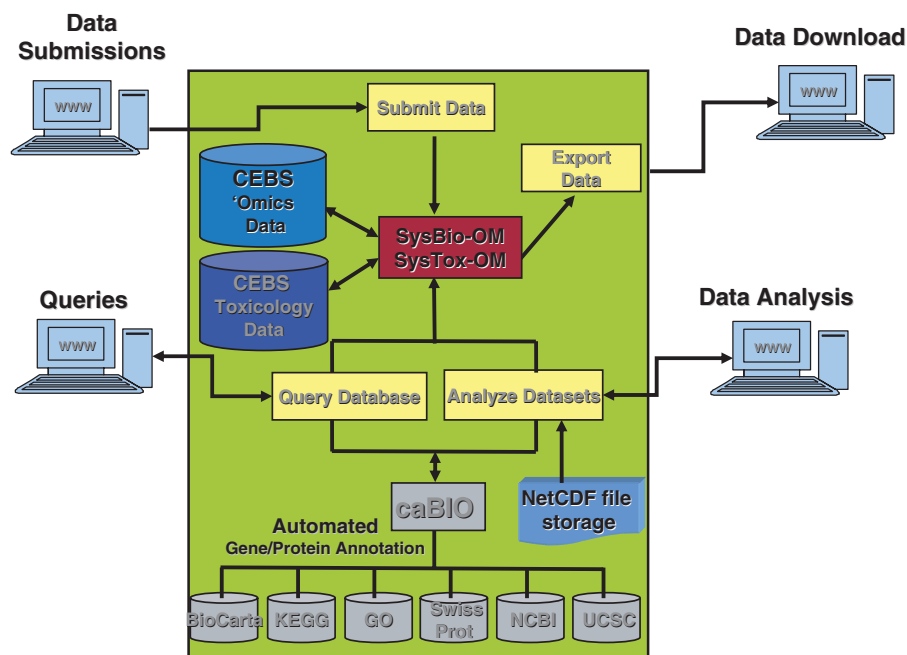 Data
Submissions
www
Data Download
www
Submit Data
Export
Data
CEBS
'Omics
Data
SysBio-OM
SysTox-OM
CEBS
Toxicology
Data
Queries
www
Data Analysis
www
Query Database
Analyze Datasets
caBIO
NetCDF file
storage
Automated
Gene/Protein Annotation
BioCarta
KEGG
GO
Swiss
Prot
NCBI
UCSC